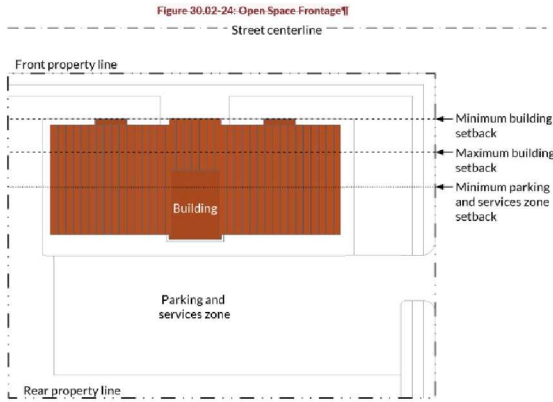 Figure 30.02-24: Open Space Frontage¶
Street centerline
Front property line
Minimum building
setback
Maximum building
setback
Minimum parking
and services zone
setback
Building
Parking and
services zone
Rear property line